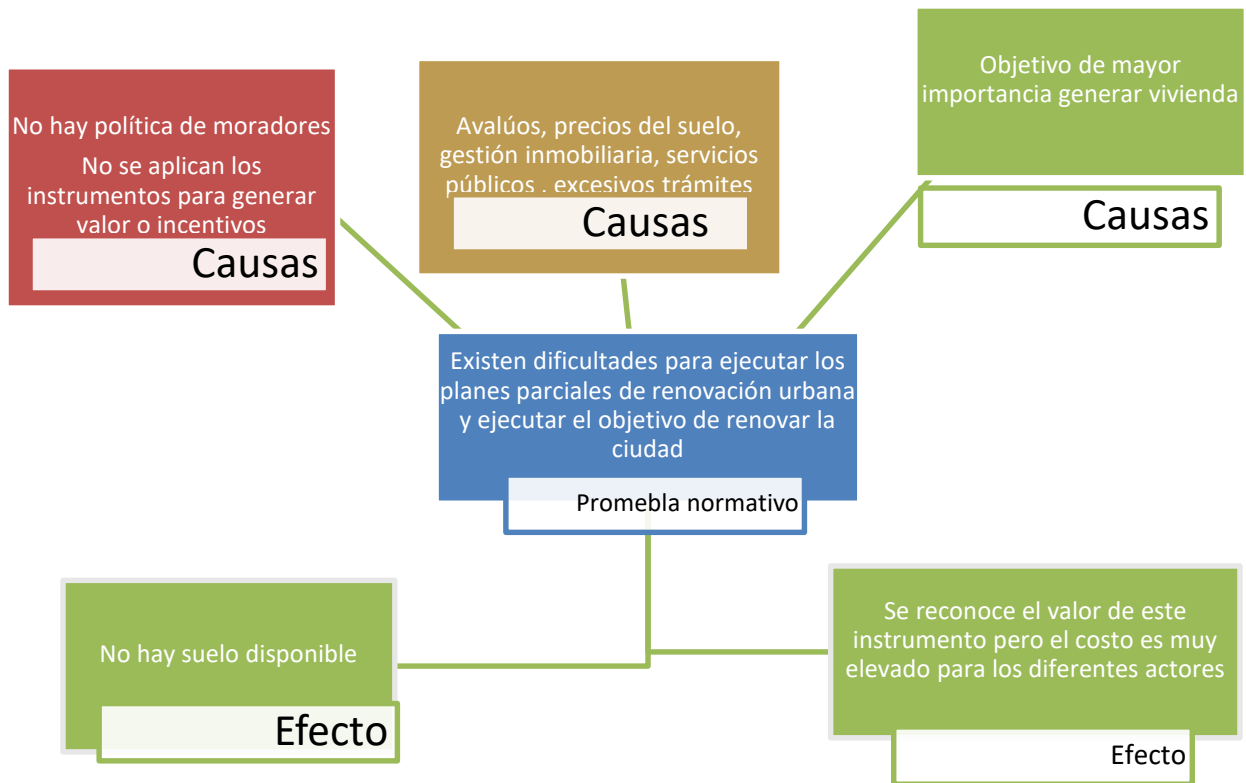 No hay política de moradores
No se aplican los
instrumentos para generar
valor o incentivos
Causas
Avalúos, precios del suelo,
gestión inmobiliaria, servicios
públicos , excesivos trámites
Causas
Objetivo de mayor
importancia generar vivienda
Causas
Existen dificultades para ejecutar los
planes parciales de renovación urbana
y ejecutar el objetivo de renovar la
ciudad
Promebla normativo
No hay suelo disponible
Efecto
Se reconoce el valor de este
instrumento pero el costo es muy
elevado para los diferentes actores
Efecto